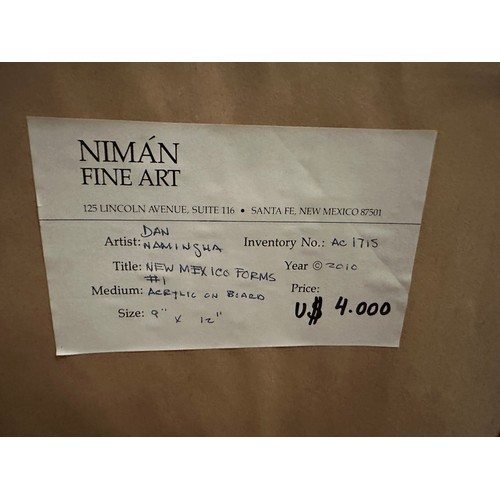 NIMÁN
FINE ART
125 LINCOLN AVENUE, SUITE 116 • SANTA FE, NEW MEXICO 87501
Artist: DAN NAMINGHA Inventory No.: AC 1715
Title: NEW MEXICO FORMS #1 Year © 2010
Medium: ACRYLIC ON BOARD Price:
Size: 9" x 12" U$ 4.000